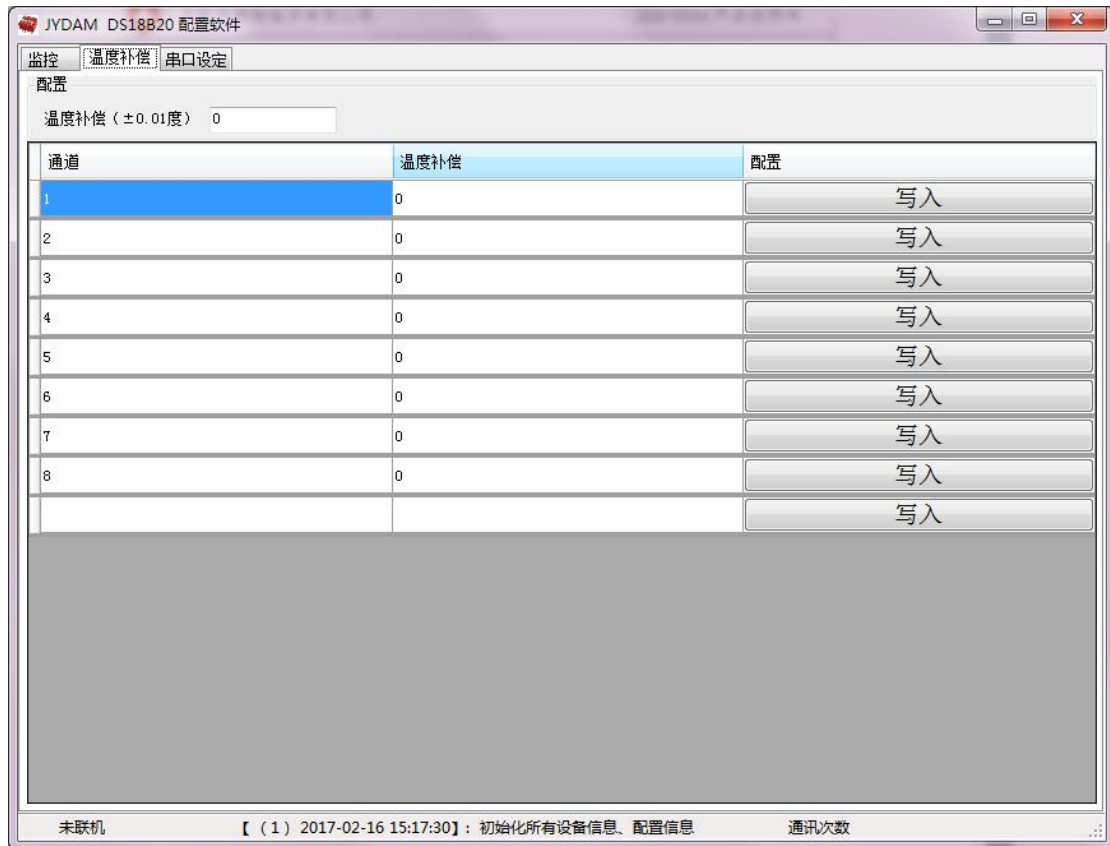 JYDAM DS18B20 配置软件
监控 温度补偿 串口设定
配置
温度补偿（±0.01度） 0
通道 温度补偿 配置
1 0 写入
2 0 写入
3 0 写入
4 0 写入
5 0 写入
6 0 写入
7 0 写入
8 0 写入
写入
未联机 【（1）2017-02-16 15:17:30】：初始化所有设备信息、配置信息 通讯次数